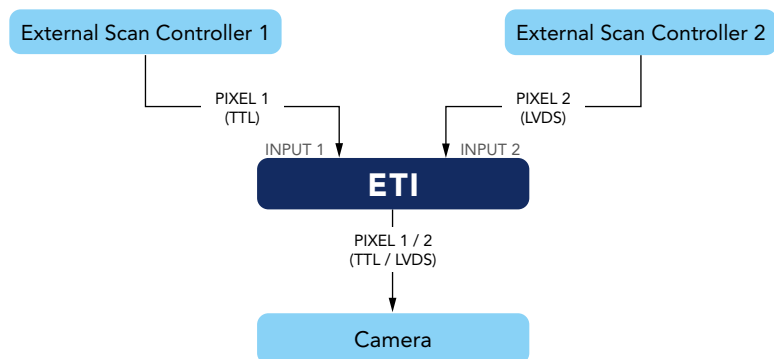 External Scan Controller 1
External Scan Controller 2
PIXEL 1
(TTL)
PIXEL 2
(LVDS)
INPUT 1
INPUT 2
ETI
PIXEL 1 / 2
(TTL / LVDS)
Camera